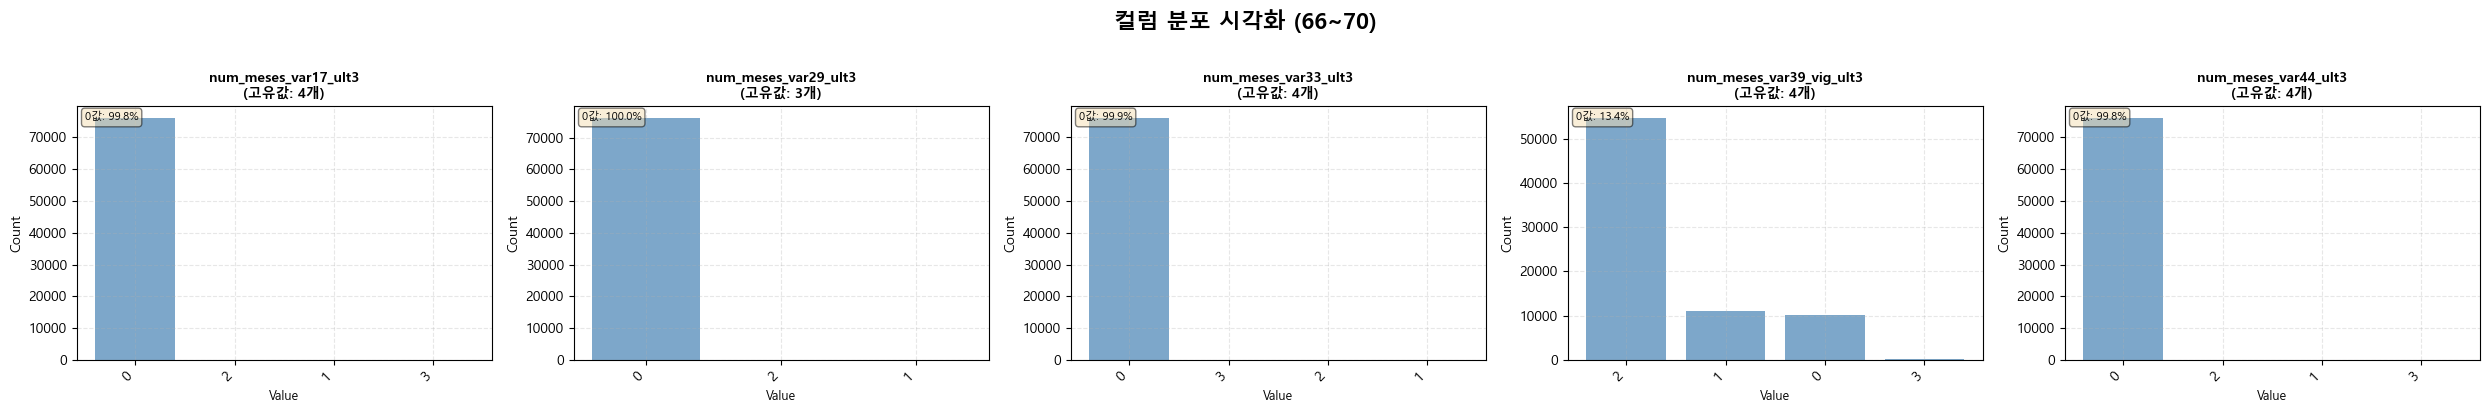 컬럼 분포 시각화 (66~70)
num_meses_var17_ult3
(고유값: 4개)
0값: 99.8%
70000
60000
50000
40000
30000
20000
10000
0
Count
0 2 1 3
Value
num_meses_var29_ult3
(고유값: 3개)
0값: 100.0%
70000
60000
50000
40000
30000
20000
10000
0
Count
0 2 1
Value
num_meses_var33_ult3
(고유값: 4개)
0값: 99.9%
70000
60000
50000
40000
30000
20000
10000
0
Count
0 3 2 1
Value
num_meses_var39_vig_ult3
(고유값: 4개)
0값: 13.4%
50000
40000
30000
20000
10000
0
Count
2 1 0 3
Value
num_meses_var44_ult3
(고유값: 4개)
0값: 99.8%
70000
60000
50000
40000
30000
20000
10000
0
Count
0 2 1 3
Value